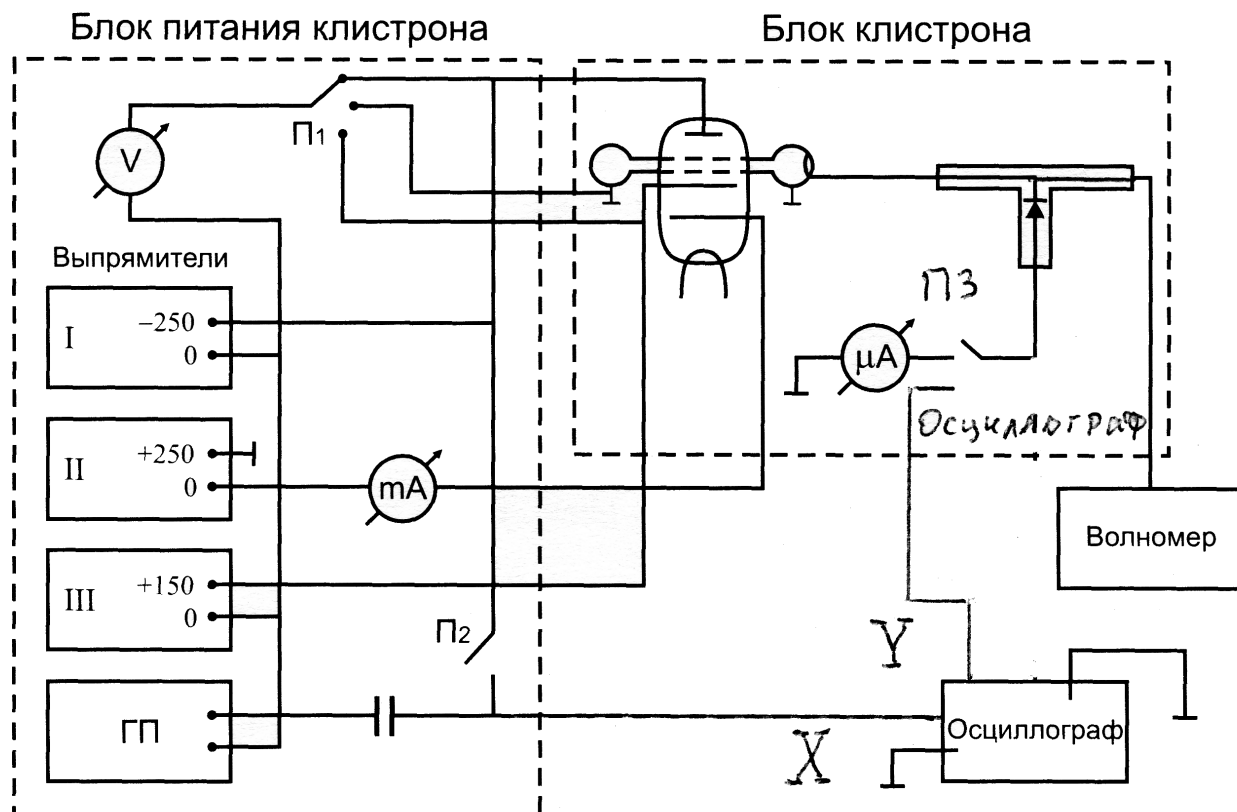 Блок питания клистрона
Блок клистрона
П1
V
Выпрямители
I
–250
0
II
+250
0
mA
III
+150
0
П2
ГП
П3
μA
Осциллограф
Волномер
Y
X
Осциллограф